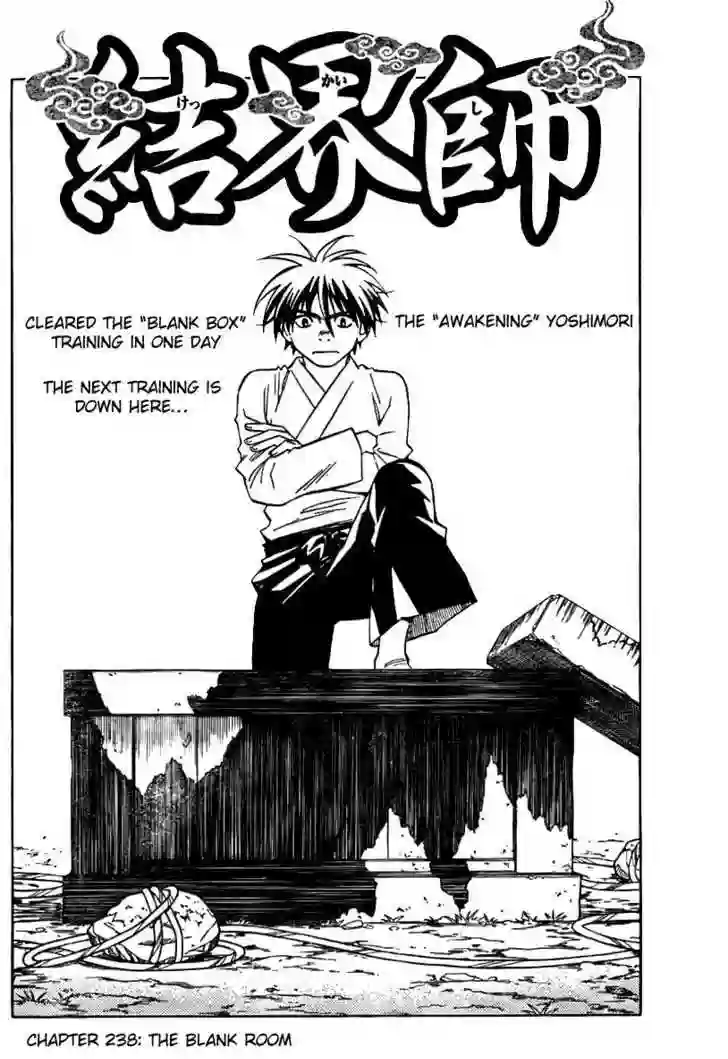 結界師
けっ かい し
CLEARED THE "BLANK BOX"
TRAINING IN ONE DAY
THE NEXT TRAINING IS
DOWN HERE...
THE "AWAKENING" YOSHIMORI
CHAPTER 238: THE BLANK ROOM